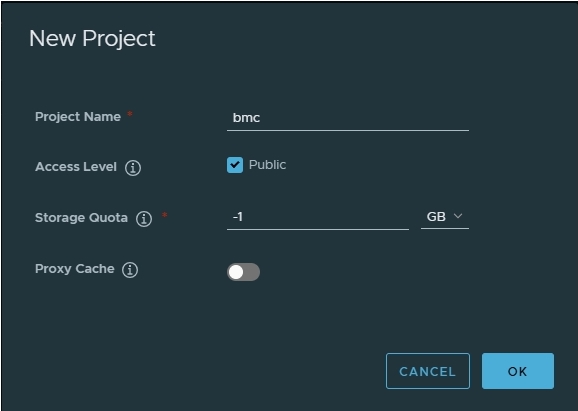 New Project
Project Name *
bmc
Access Level
Public
Storage Quota *
-1 GB
Proxy Cache
CANCEL OK